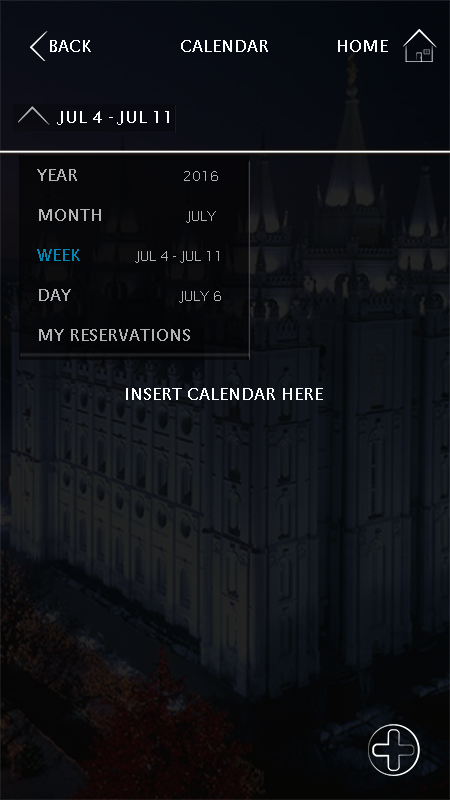 BACK CALENDAR HOME
JUL 4 - JUL 11
YEAR 2016
MONTH JULY
WEEK JUL 4 - JUL 11
DAY JULY 6
MY RESERVATIONS
INSERT CALENDAR HERE